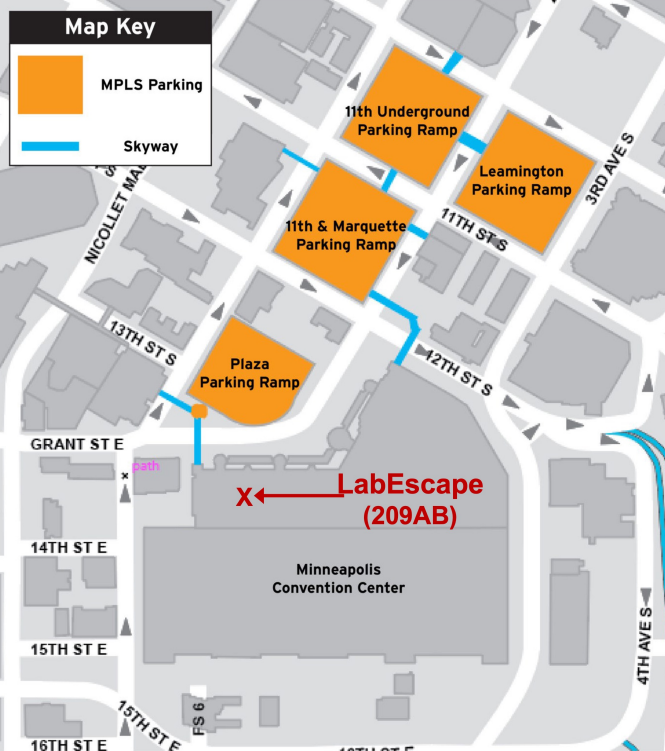 Map Key
MPLS Parking
Skyway
11th Underground
Parking Ramp
Leamington
Parking Ramp
3RD AVE S
NICOLLET
11TH ST S
11th & Marquette
Parking Ramp
13TH ST S
Plaza
Parking Ramp
12TH ST S
GRANT ST E
path
x
X
LabEscape
(209AB)
14TH ST E
Minneapolis
Convention Center
15TH ST E
4TH AVE S
15TH ST E
FS 6
16TH ST E